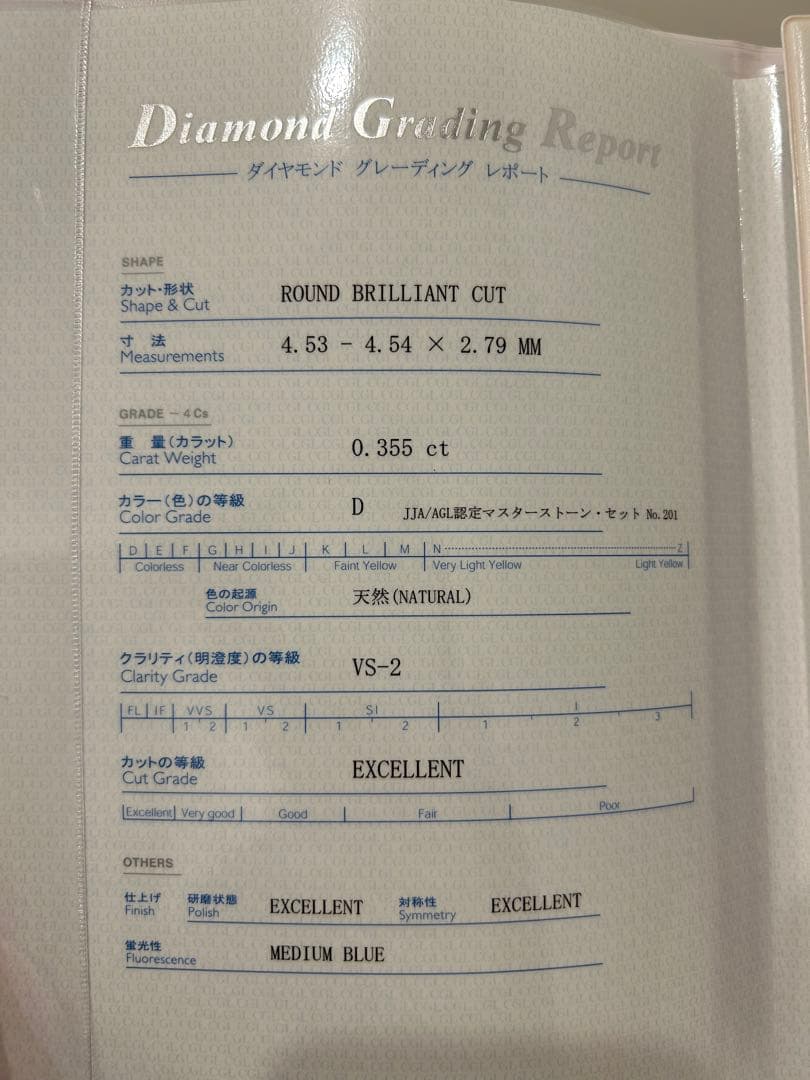 Diamond Grading Report
ダイヤモンド グレーディング レポート
SHAPE
カット・形状
Shape & Cut
ROUND BRILLIANT CUT
寸 法
Measurements
4.53 - 4.54 × 2.79 MM
GRADE - 4Cs
重 量(カラット)
Carat Weight
0.355 ct
カラー(色)の等級
Color Grade
D
JJA/AGL認定マスターストーン・セット No.201
D E F G H I J K L M N Z
Colorless Near Colorless Faint Yellow Very Light Yellow Light Yellow
色の起源
Color Origin
天然(NATURAL)
クラリティ(明澄度)の等級
Clarity Grade
VS-2
FL IF VVS VS SI I
1 2 1 2 1 2 1 2 3
カットの等級
Cut Grade
EXCELLENT
Excellent Very good Good Fair Poor
OTHERS
仕上げ
Finish
研磨状態
Polish
EXCELLENT
対称性
Symmetry
EXCELLENT
蛍光性
Fluorescence
MEDIUM BLUE